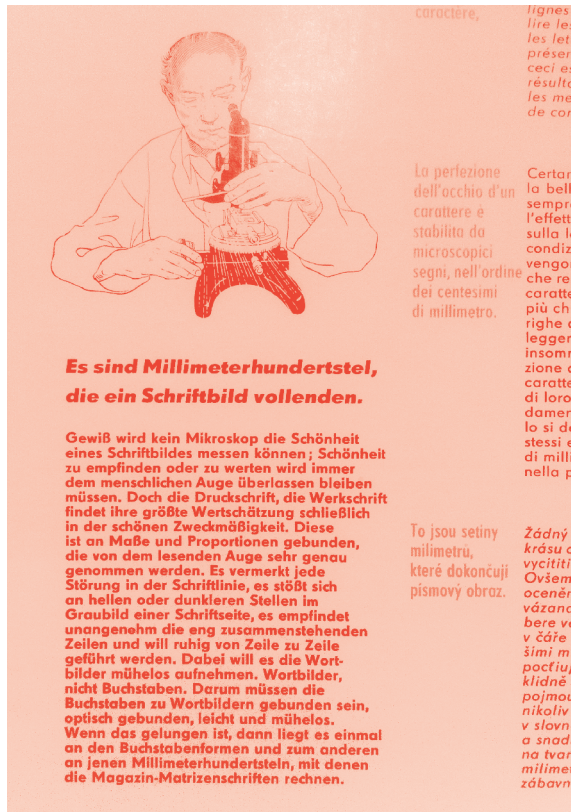 Es sind Millimeterhundertstel,
die ein Schriftbild vollenden.
Gewiß wird kein Mikroskop die Schönheit
eines Schriftbildes messen können; Schönheit
zu empfinden oder zu werten wird immer
dem menschlichen Auge überlassen bleiben
müssen. Doch die Druckschrift, die Werkschrift
findet ihre größte Wertschätzung schließlich
in der schönen Zweckmäßigkeit. Diese
ist an Maße und Proportionen gebunden,
die von dem lesenden Auge sehr genau
genommen werden. Es vermerkt jede
Störung in der Schriftlinie, es stößt sich
an hellen oder dunkleren Stellen im
Graubild einer Schriftseite, es empfindet
unangenehm die eng zusammenstehenden
Zeilen und will ruhig von Zeile zu Zeile
geführt werden. Dabei will es die Wort-
bilder mühelos aufnehmen. Wortbilder,
nicht Buchstaben. Darum müssen die
Buchstaben zu Wortbildern gebunden sein,
optisch gebunden, leicht und mühelos.
Wenn das gelungen ist, dann liegt es einmal
an den Buchstabenformen und zum anderen
an jenen Millimeterhundertsteln, mit denen
die Magazin-Matrizenschriften rechnen.
caractère,
La perfezione
dell'occhio d'un
carattere è
stabilita da
microscopici
segni, nell'ordine
dei centesimi
di millimetro.
To jsou setiny
milimetrů,
které dokončují
písmový obraz.
lignes
lire les
les let
préser
ceci es
résulta
les me
de cor
Certar
la bell
sempre
l'effett
sulla le
condiz
vengor
che re
caratte
più ch
righe d
legger
insomm
zione d
caratte
di loro
damer
lo si de
stessi e
di milli
nella p
Žádný
krásu a
vycítiti
Ovšem
oceněn
vázana
bere ve
v čáře
šimi m
pocťiuj
klidně
pojmou
nikoliv
v slovn
a snad
na tvar
milimet
zábavn